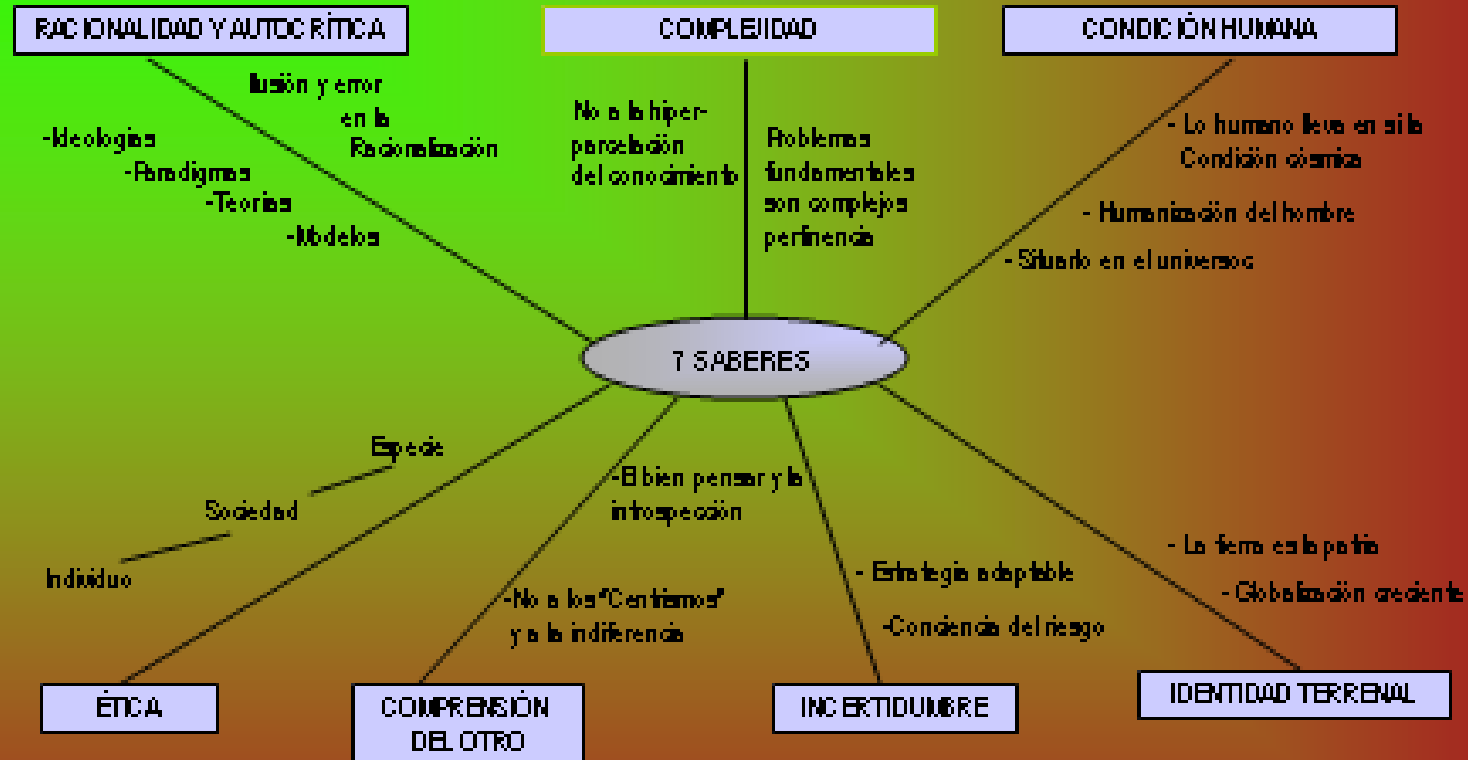 RACIONALIDAD Y AUTOCRÍTICA
Ilusión y error
en la
Racionalización
-Ideologías
-Paradigmas
-Teorías
-Modelos
COMPLEJIDAD
No a la hiper-
parcelación
del conocimiento
Problemas
fundamentales
son complejos
pertinencia
CONDICIÓN HUMANA
- Lo humano lleva en sí la
Condición cósmica
- Humanización del hombre
- Situarlo en el universos
7 SABERES
Especie
Sociedad
Individuo
ÉTICA
-El bien pensar y la
introspección
-No a los "Centrismos"
y a la indiferencia
COMPRENSIÓN
DEL OTRO
- Estrategia adaptable
-Conciencia del riesgo
INCERTIDUMBRE
- La tierra es la patria
- Globalización creciente
IDENTIDAD TERRENAL